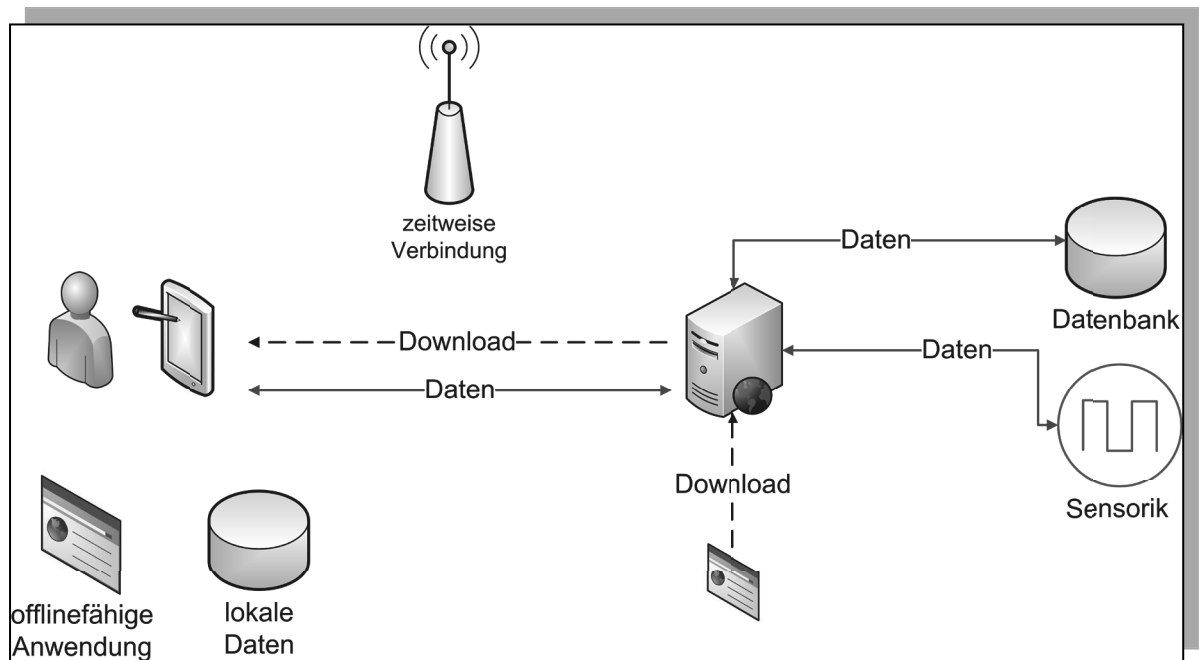 zeitweise
Verbindung
Daten
Datenbank
Download
Daten
Daten
Sensorik
Download
offlinefähige
Anwendung
lokale
Daten